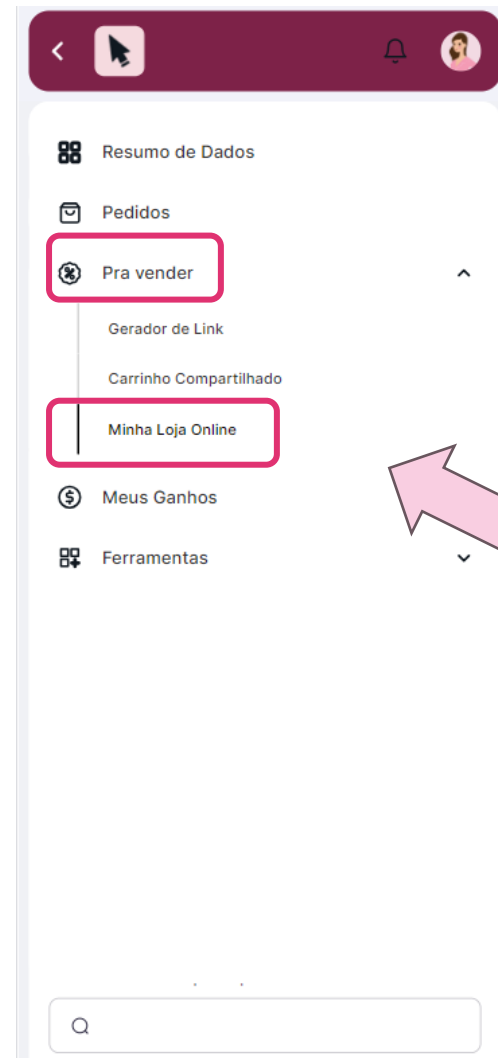 Resumo de Dados
Pedidos
Pra vender
Gerador de Link
Carrinho Compartilhado
Minha Loja Online
Meus Ganhos
Ferramentas